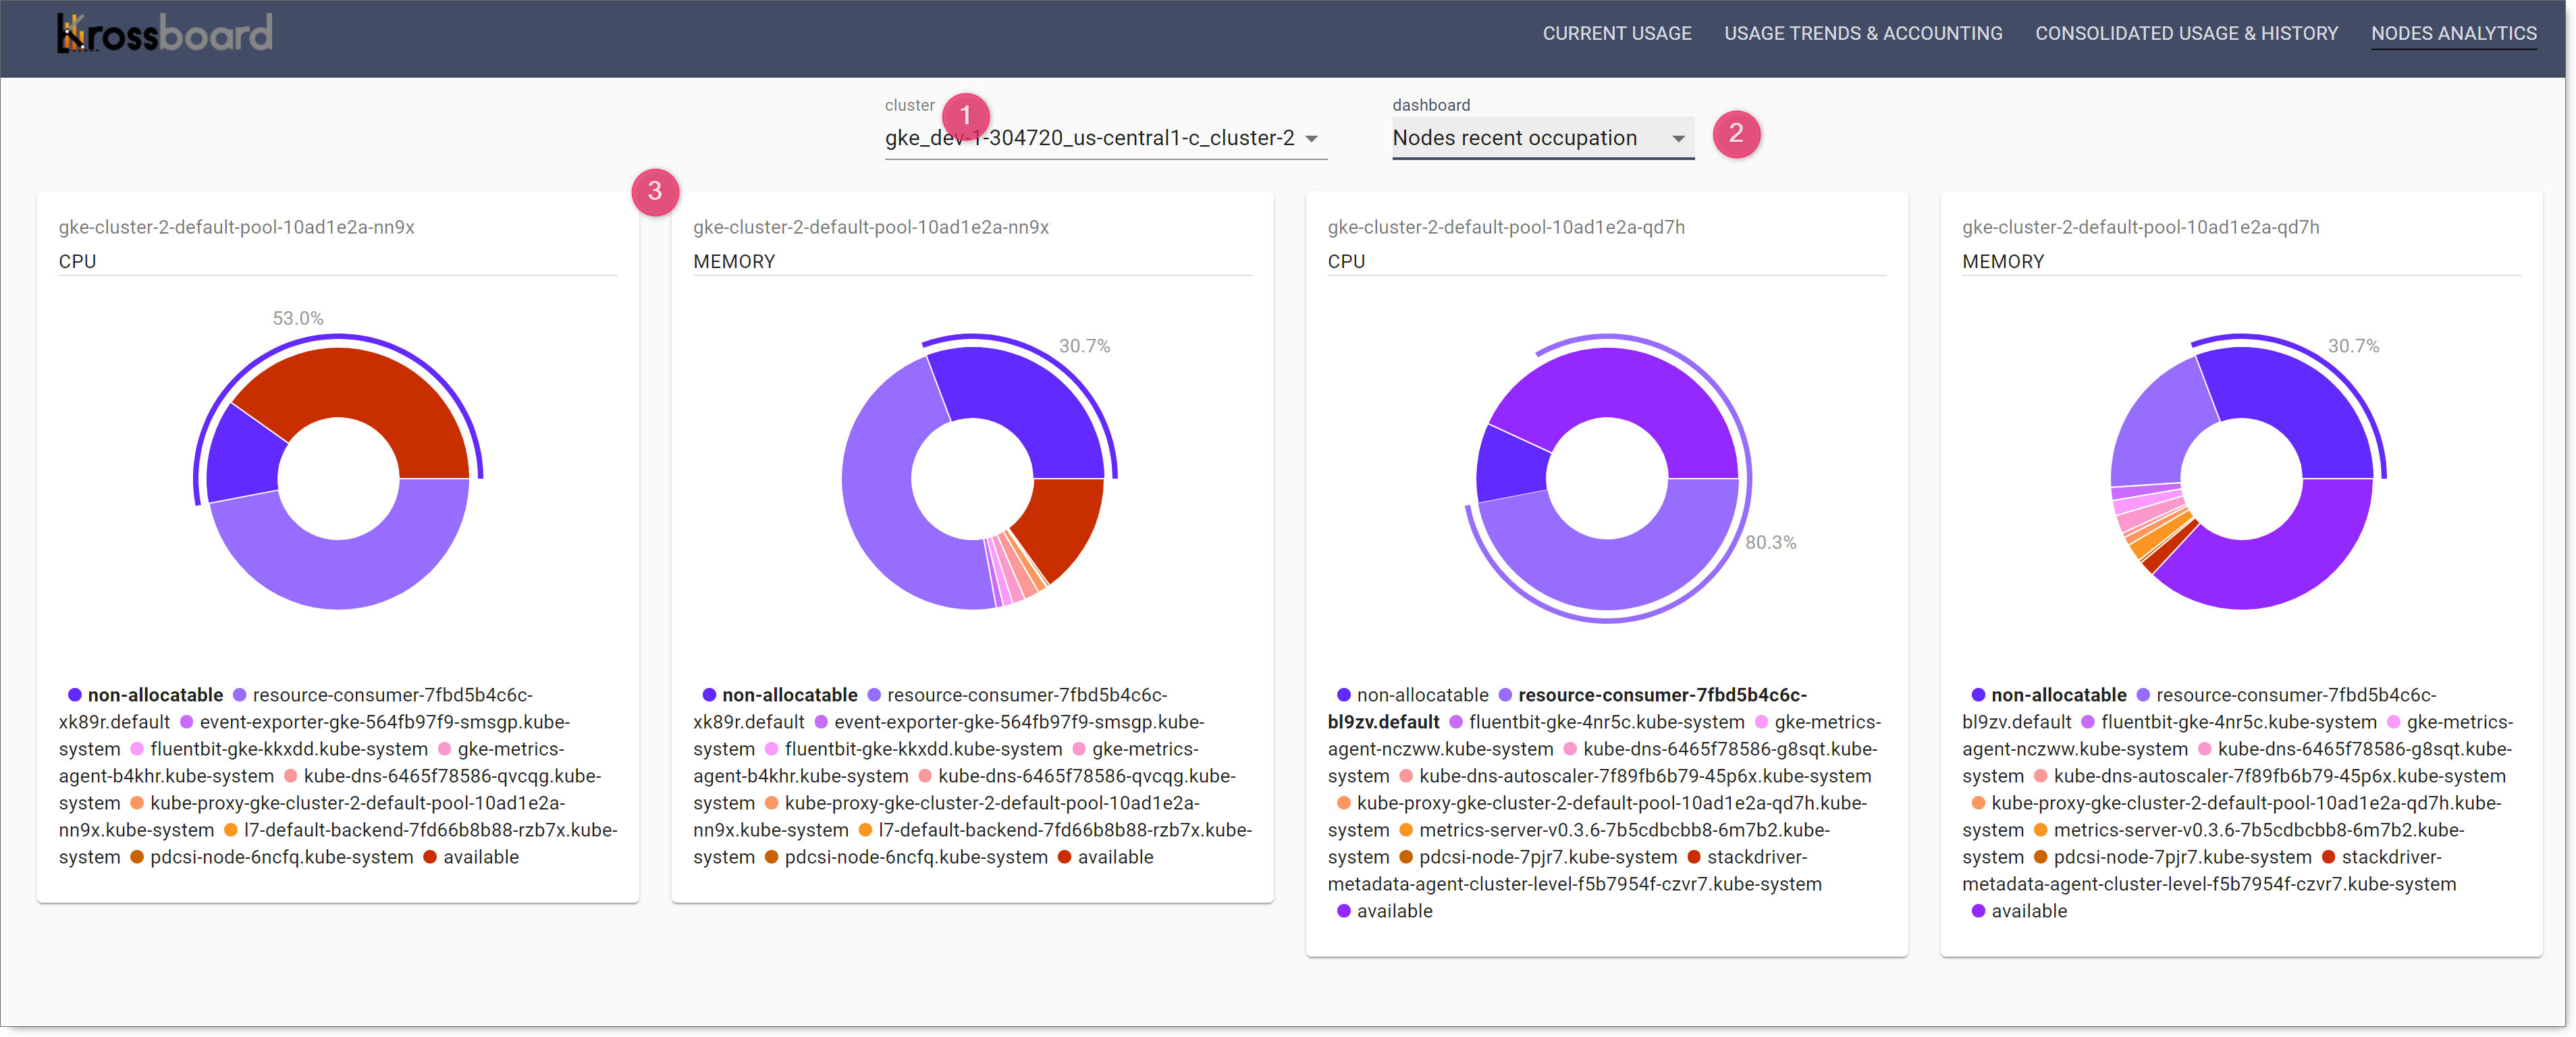 Krossboard
CURRENT USAGE
USAGE TRENDS & ACCOUNTING
CONSOLIDATED USAGE & HISTORY
NODES ANALYTICS
cluster
1
gke_dev-1-304720_us-central1-c_cluster-2
dashboard
Nodes recent occupation
2
3
gke-cluster-2-default-pool-10ad1e2a-nn9x
CPU
53.0%
non-allocatable resource-consumer-7fbd5b4c6c-
xk89r.default event-exporter-gke-564fb97f9-smsgp.kube-
system fluentbit-gke-kkxdd.kube-system gke-metrics-
agent-b4khr.kube-system kube-dns-6465f78586-qvcqg.kube-
system kube-proxy-gke-cluster-2-default-pool-10ad1e2a-
nn9x.kube-system l7-default-backend-7fd66b8b88-rzb7x.kube-
system pdcsi-node-6ncfq.kube-system available
gke-cluster-2-default-pool-10ad1e2a-nn9x
MEMORY
30.7%
non-allocatable resource-consumer-7fbd5b4c6c-
xk89r.default event-exporter-gke-564fb97f9-smsgp.kube-
system fluentbit-gke-kkxdd.kube-system gke-metrics-
agent-b4khr.kube-system kube-dns-6465f78586-qvcqg.kube-
system kube-proxy-gke-cluster-2-default-pool-10ad1e2a-
nn9x.kube-system l7-default-backend-7fd66b8b88-rzb7x.kube-
system pdcsi-node-6ncfq.kube-system available
gke-cluster-2-default-pool-10ad1e2a-qd7h
CPU
80.3%
non-allocatable resource-consumer-7fbd5b4c6c-
bl9zv.default fluentbit-gke-4nr5c.kube-system gke-metrics-
agent-nczww.kube-system kube-dns-6465f78586-g8sqt.kube-
system kube-dns-autoscaler-7f89fb6b79-45p6x.kube-system
kube-proxy-gke-cluster-2-default-pool-10ad1e2a-qd7h.kube-
system metrics-server-v0.3.6-7b5cdbcbb8-6m7b2.kube-
system pdcsi-node-7pjr7.kube-system stackdriver-
metadata-agent-cluster-level-f5b7954f-czvr7.kube-system
available
gke-cluster-2-default-pool-10ad1e2a-qd7h
MEMORY
30.7%
non-allocatable resource-consumer-7fbd5b4c6c-
bl9zv.default fluentbit-gke-4nr5c.kube-system gke-metrics-
agent-nczww.kube-system kube-dns-6465f78586-g8sqt.kube-
system kube-dns-autoscaler-7f89fb6b79-45p6x.kube-system
kube-proxy-gke-cluster-2-default-pool-10ad1e2a-qd7h.kube-
system metrics-server-v0.3.6-7b5cdbcbb8-6m7b2.kube-
system pdcsi-node-7pjr7.kube-system stackdriver-
metadata-agent-cluster-level-f5b7954f-czvr7.kube-system
available